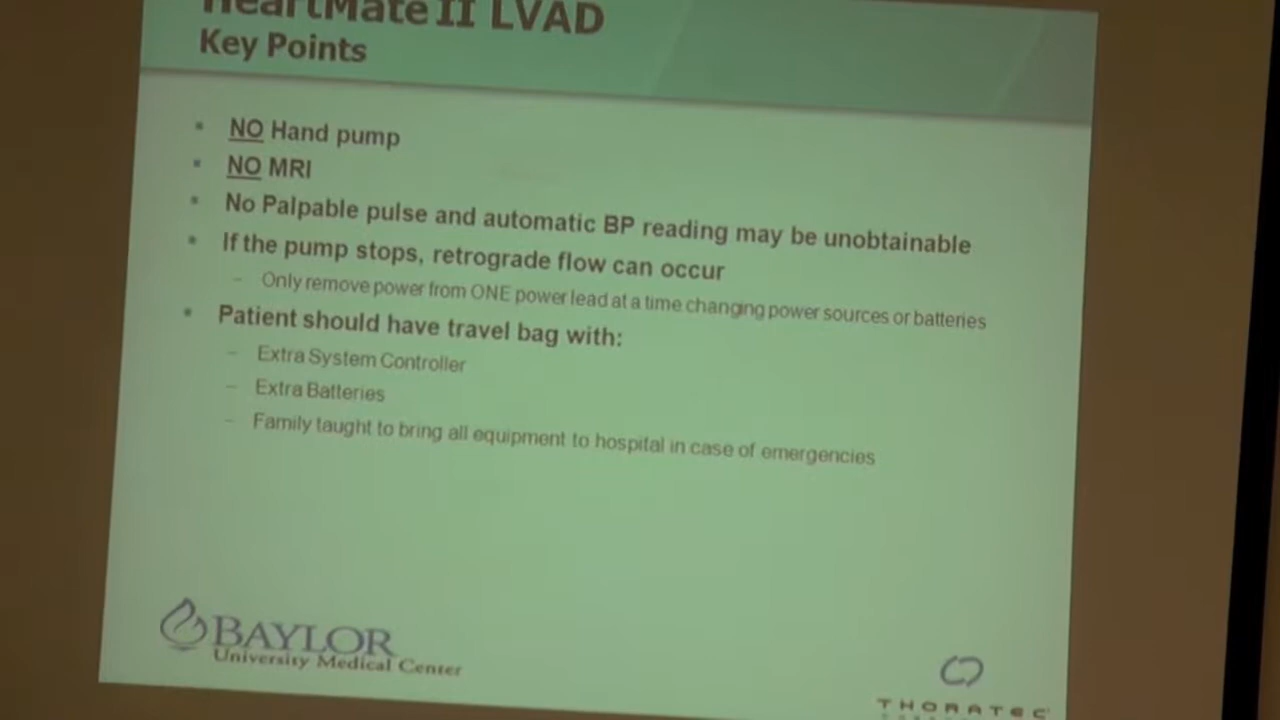 HeartMate II LVAD
Key Points
NO Hand pump
NO MRI
No Palpable pulse and automatic BP reading may be unobtainable
If the pump stops, retrograde flow can occur
– Only remove power from ONE power lead at a time changing power sources or batteries
Patient should have travel bag with:
– Extra System Controller
– Extra Batteries
– Family taught to bring all equipment to hospital in case of emergencies
BAYLOR
University Medical Center
THORATEC